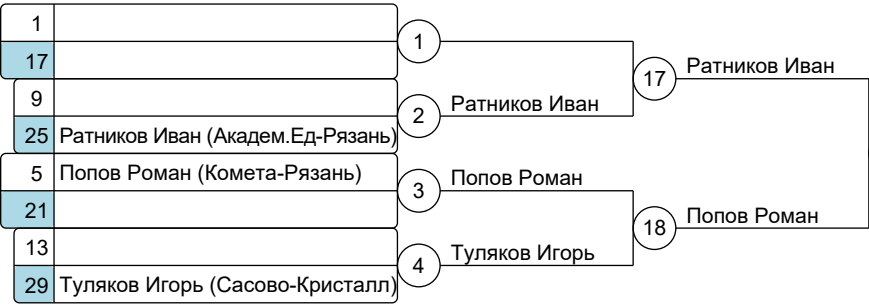 1
17
1
9
25 Ратников Иван (Академ.Ед-Рязань)
2
Ратников Иван
17
Ратников Иван
5 Попов Роман (Комета-Рязань)
21
3
Попов Роман
13
29 Туляков Игорь (Сасово-Кристалл)
4
Туляков Игорь
18
Попов Роман